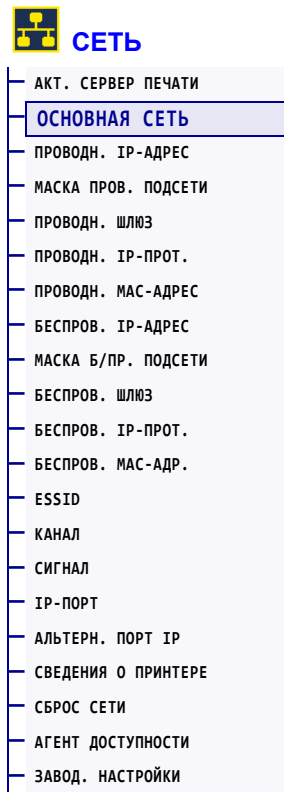 СЕТЬ
АКТ. СЕРВЕР ПЕЧАТИ
ОСНОВНАЯ СЕТЬ
ПРОВОДН. IP-АДРЕС
МАСКА ПРОВ. ПОДСЕТИ
ПРОВОДН. ШЛЮЗ
ПРОВОДН. IP-ПРОТ.
ПРОВОДН. MAC-АДРЕС
БЕСПРОВ. IP-АДРЕС
МАСКА Б/ПР. ПОДСЕТИ
БЕСПРОВ. ШЛЮЗ
БЕСПРОВ. IP-ПРОТ.
БЕСПРОВ. MAC-АДР.
ESSID
КАНАЛ
СИГНАЛ
IP-ПОРТ
АЛЬТЕРН. ПОРТ IP
СВЕДЕНИЯ О ПРИНТЕРЕ
СБРОС СЕТИ
АГЕНТ ДОСТУПНОСТИ
ЗАВОД. НАСТРОЙКИ